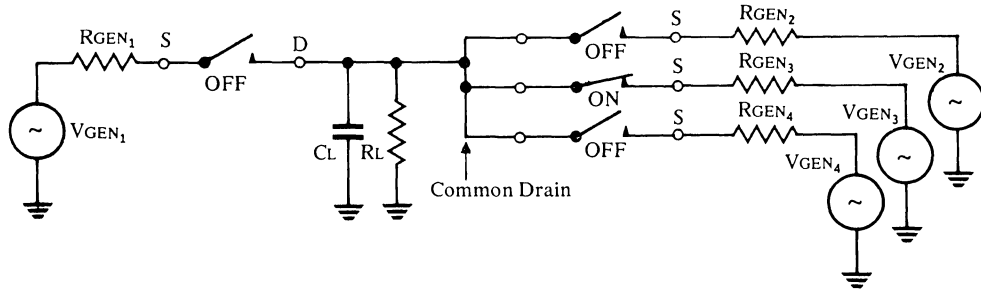 RGEN1
S
OFF
D
VGEN1
CL
RL
Common Drain
OFF
S
RGEN2
VGEN2
ON
S
RGEN3
VGEN3
OFF
S
RGEN4
VGEN4
~
~
~
~